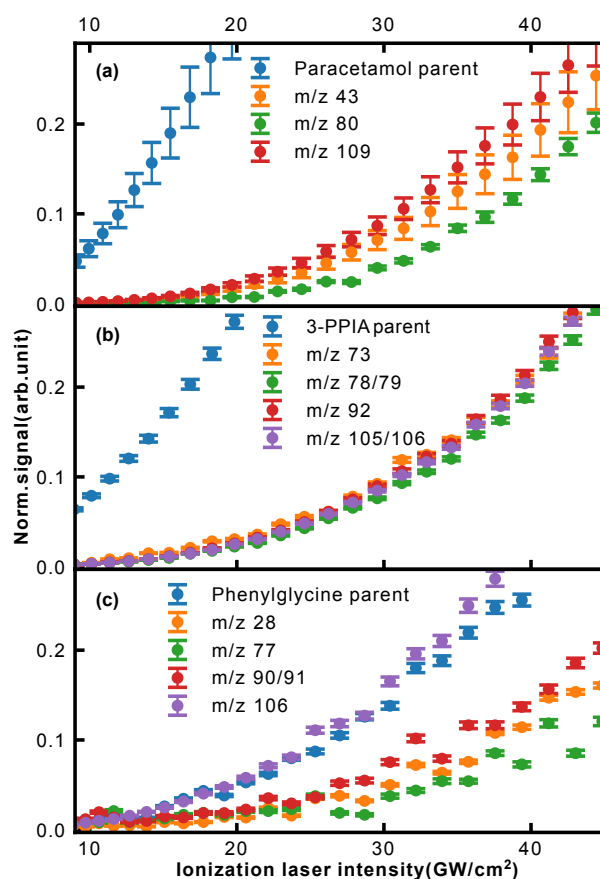 10 20 30 40
(a)
Paracetamol parent
m/z 43
m/z 80
m/z 109
0.2
0.1
0.0
(b)
3-PPIA parent
m/z 73
m/z 78/79
m/z 92
m/z 105/106
0.2
0.1
0.0
Norm.signal(arb.unit)
(c)
Phenylglycine parent
m/z 28
m/z 77
m/z 90/91
m/z 106
0.2
0.1
0.0
10 20 30 40
Ionization laser intensity(GW/cm²)